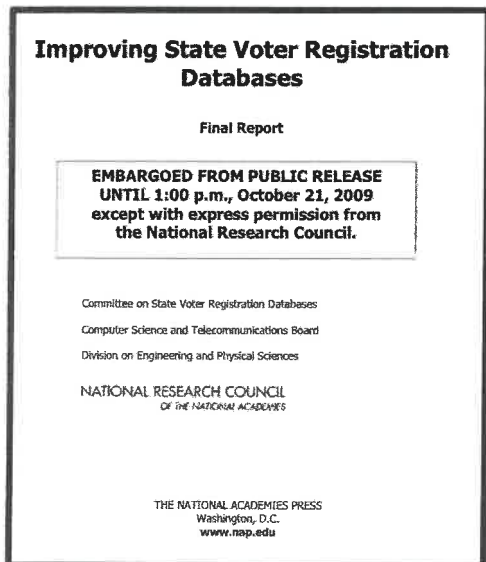 Improving State Voter Registration
Databases
Final Report
EMBARGOED FROM PUBLIC RELEASE
UNTIL 1:00 p.m., October 21, 2009
except with express permission from
the National Research Council.
Committee on State Voter Registration Databases
Computer Science and Telecommunications Board
Division on Engineering and Physical Sciences
NATIONAL RESEARCH COUNCIL
OF THE NATIONAL ACADEMIES
THE NATIONAL ACADEMIES PRESS
Washington, D.C.
www.nap.edu